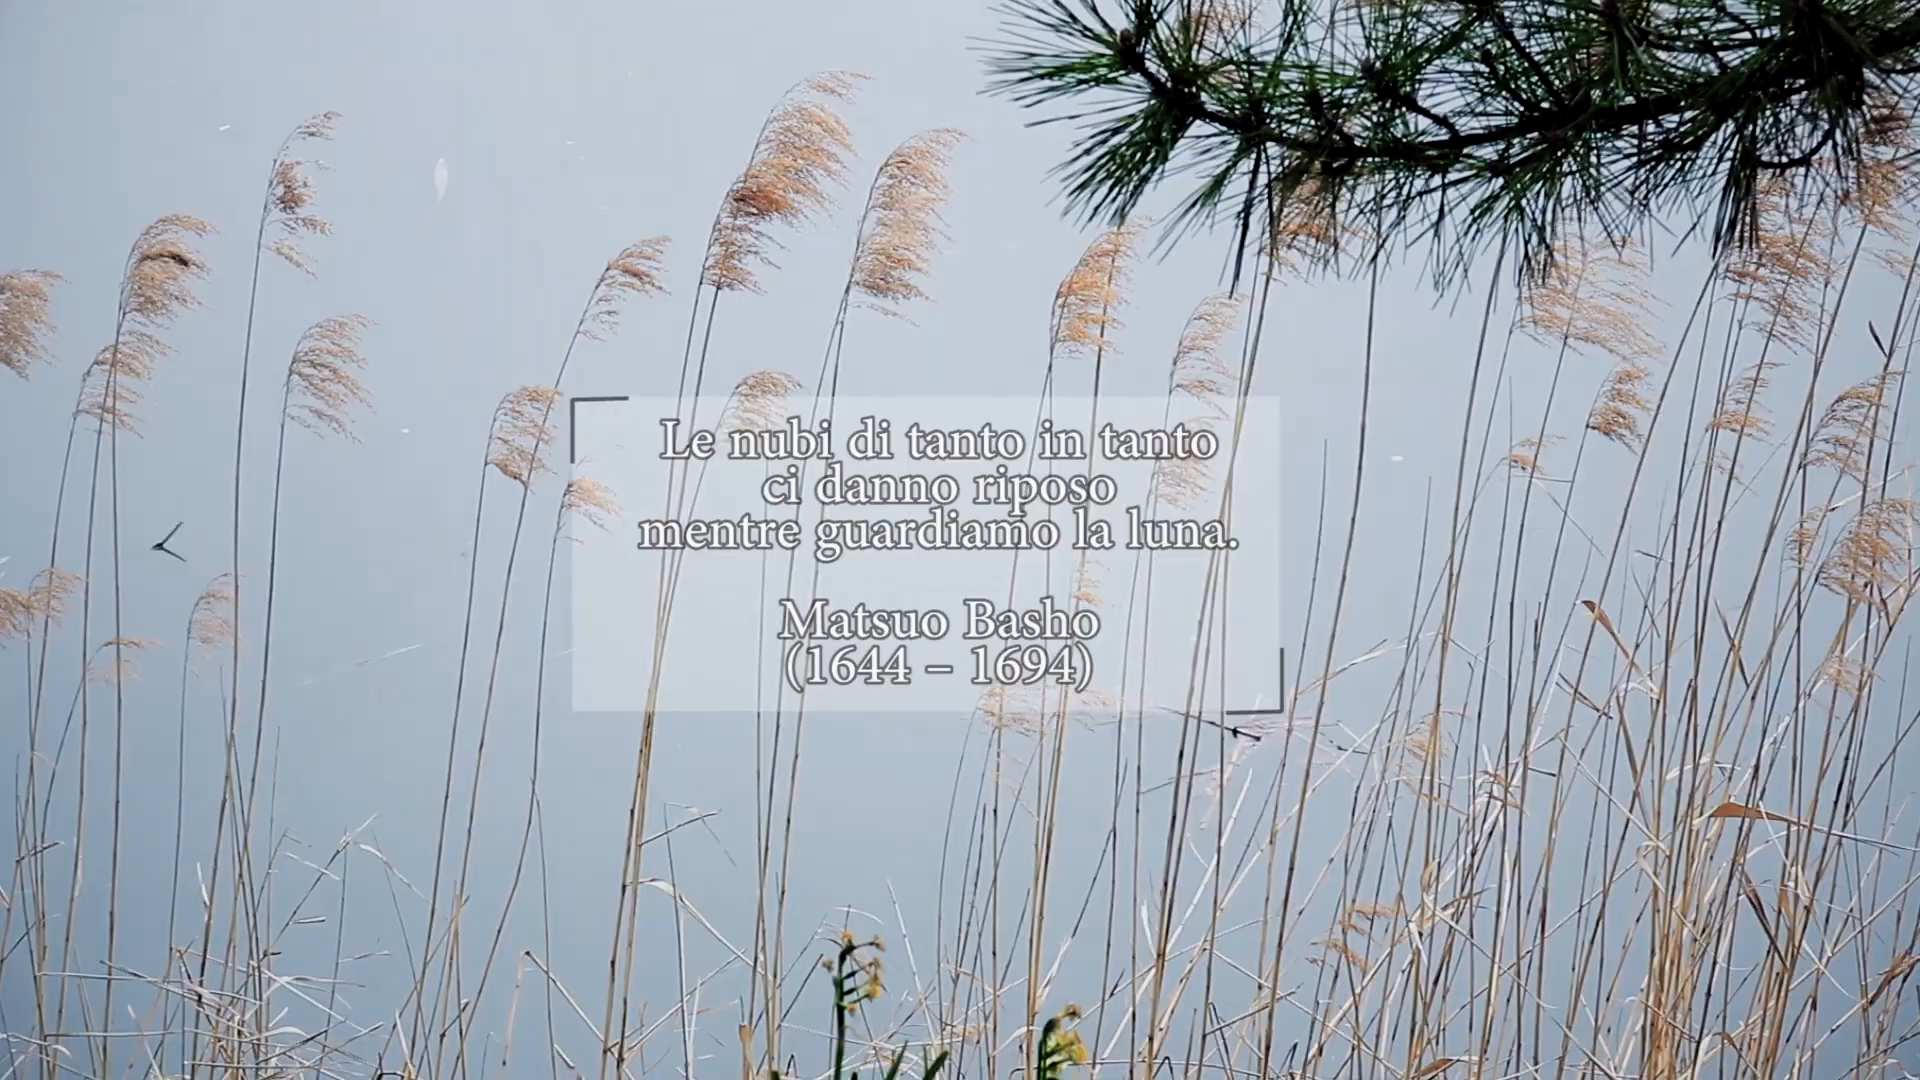 Le nubi di tanto in tanto
ci danno riposo
mentre guardiamo la luna.
Matsuo Basho
(1644 – 1694)